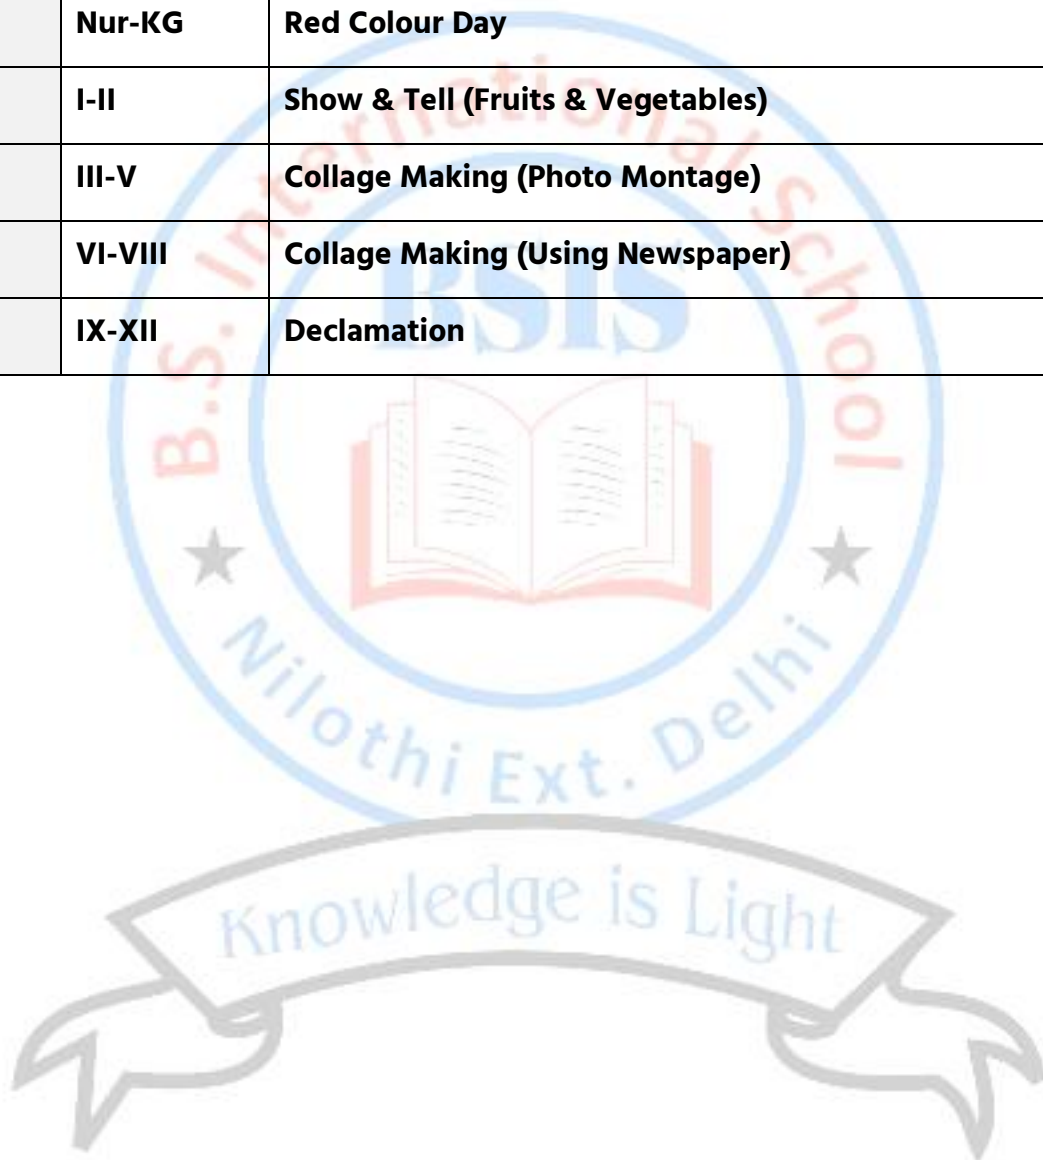 Nur-KG Red Colour Day
I-II Show & Tell (Fruits & Vegetables)
III-V Collage Making (Photo Montage)
VI-VIII Collage Making (Using Newspaper)
IX-XII Declamation
B.S. International School
BSIS
Nilothi Ext. Delhi
Knowledge is Light